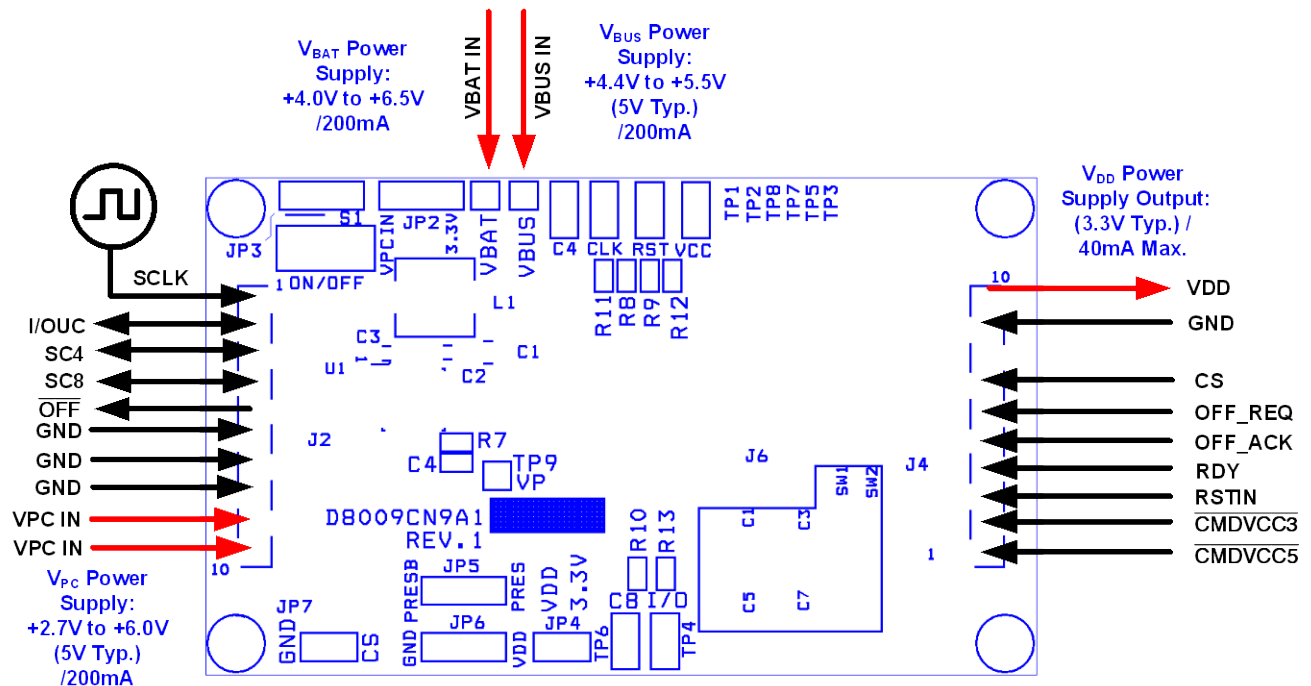 VBAT Power
Supply:
+4.0V to +6.5V
/200mA
VBAT IN
VBUS IN
VBUS Power
Supply:
+4.4V to +5.5V
(5V Typ.)
/200mA
VDD Power
Supply Output:
(3.3V Typ.) /
40mA Max.
SCLK
I/OUC
SC4
SC8
OFF
GND
GND
GND
VPC IN
VPC IN
VPC Power
Supply:
+2.7V to +6.0V
(5V Typ.)
/200mA
JP3
S1
1
ON/OFF
VPCIN
JP2
3.3V
VBAT
VBUS
C4
CLK
RST
VCC
TP1
TP2
TP8
TP7
TP5
TP3
R11
R8
R9
R12
L1
C3
C1
U1
C2
J2
R7
C4
TP9
VP
D8009CN9A1
REV.1
10
JP7
GND
CS
PRESB
JP5
PRES
GND
JP6
VDD
VDD
3.3V
JP4
R10
R13
C8
I/O
TP6
TP4
J6
SW1
SW2
C1
C3
C5
C7
J4
10
1
VDD
GND
CS
OFF_REQ
OFF_ACK
RDY
RSTIN
CMDVCC3
CMDVCC5